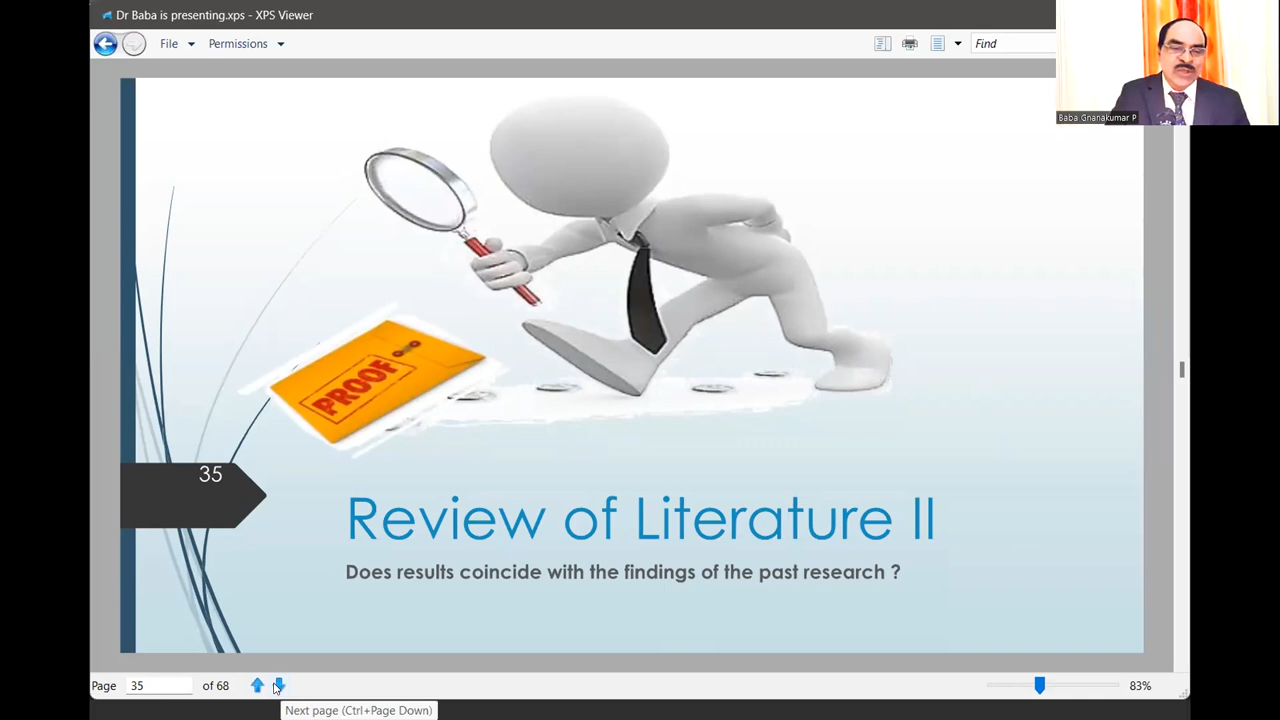 Dr Baba is presenting.xps - XPS Viewer
File
Permissions
Find
Baba Gnanakumar P
PROOF
35
Review of Literature II
Does results coincide with the findings of the past research ?
Page 35 of 68
83%
Next page (Ctrl+Page Down)